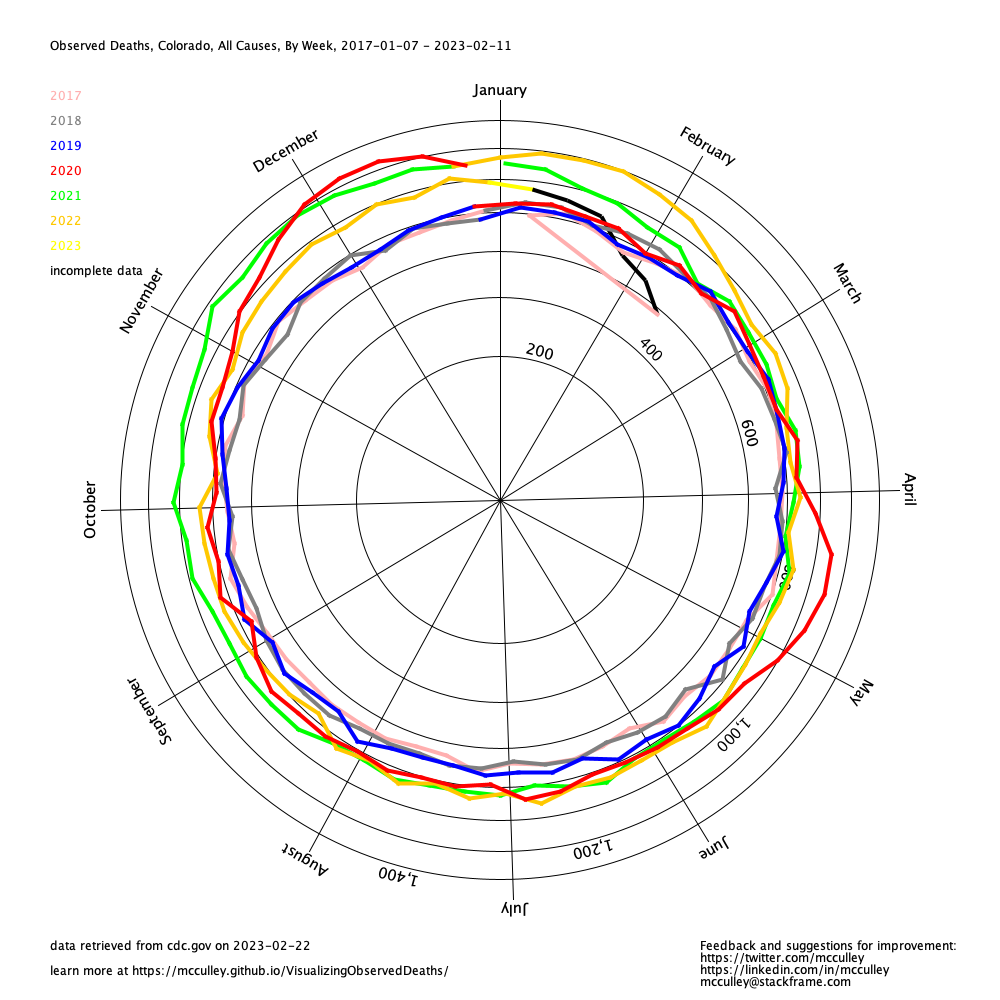 Observed Deaths, Colorado, All Causes, By Week, 2017-01-07 - 2023-02-11
January
2017
2018
2019
2020
2021
2022
2023
incomplete data
December
February
November
March
200
400
600
October
April
800
September
May
1,000
August
June
1,200
1,400
July
data retrieved from cdc.gov on 2023-02-22
learn more at https://mcculley.github.io/VisualizingObservedDeaths/
Feedback and suggestions for improvement:
https://twitter.com/mcculley
https://linkedin.com/in/mcculley
mcculley@stackframe.com